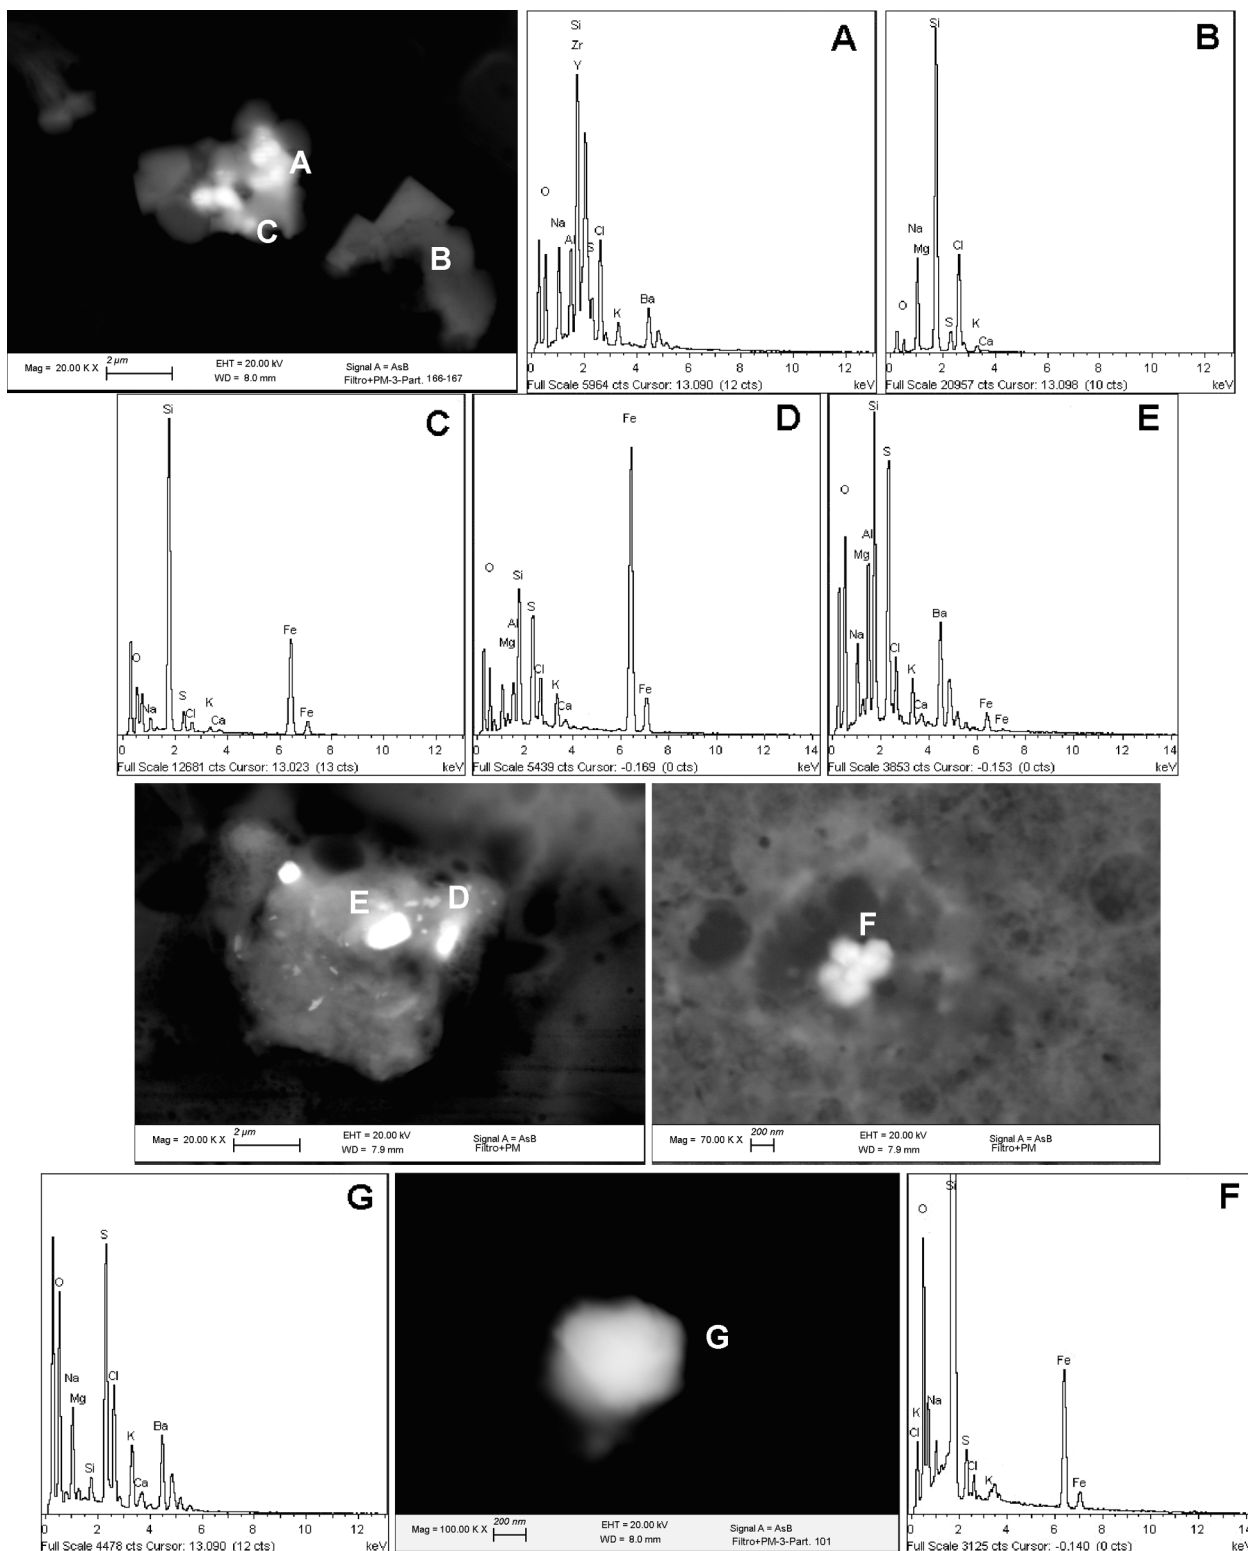 A
B
C
Mag = 20.00 K X
2 µm
EHT = 20.00 kV
WD = 8.0 mm
Signal A = AsB
Filtro+PM-3-Part. 166-167
A
Si
Zr
Y
O
Na
Al
S
Cl
K
Ba
0 2 4 6 8 10 12
Full Scale 5964 cts Cursor: 13.090 (12 cts) keV
B
Si
Na
Mg
Cl
O
S
K
Ca
0 2 4 6 8 10 12
Full Scale 20957 cts Cursor: 13.098 (10 cts) keV
C
Si
O
Na
S
Cl
K
Ca
Fe
Fe
0 2 4 6 8 10 12
Full Scale 12681 cts Cursor: 13.023 (13 cts) keV
D
Fe
O
Si
Al
Mg
S
Cl
K
Ca
Fe
0 2 4 6 8 10 12 14
Full Scale 5439 cts Cursor: -0.169 (0 cts) keV
E
Si
S
O
Al
Mg
Na
Cl
K
Ca
Ba
Fe
Fe
0 2 4 6 8 10 12 14
Full Scale 3853 cts Cursor: -0.153 (0 cts) keV
E
D
Mag = 20.00 K X
2 µm
EHT = 20.00 kV
WD = 7.9 mm
Signal A = AsB
Filtro+PM
F
Mag = 70.00 K X
200 nm
EHT = 20.00 kV
WD = 7.9 mm
Signal A = AsB
Filtro+PM
G
S
O
Na
Mg
Cl
Si
K
Ca
Ba
0 2 4 6 8 10 12
Full Scale 4478 cts Cursor: 13.090 (12 cts) keV
G
Mag = 100.00 K X
200 nm
EHT = 20.00 kV
WD = 8.0 mm
Signal A = AsB
Filtro+PM-3-Part. 101
F
Si
O
K
Cl
Na
S
Cl
K
Fe
Fe
0 2 4 6 8 10 12 14
Full Scale 3125 cts Cursor: -0.140 (0 cts) keV